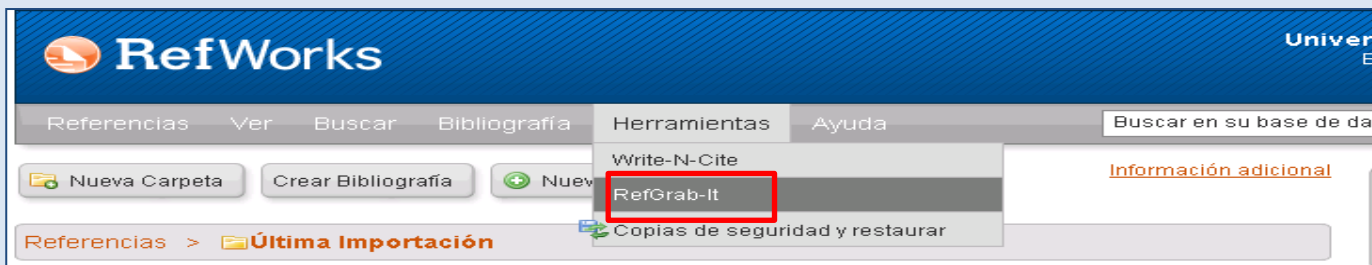 RefWorks
Univer
E
Referencias Ver Buscar Bibliografía Herramientas Ayuda
Buscar en su base de da
Write-N-Cite
RefGrab-It
Copias de seguridad y restaurar
Nueva Carpeta Crear Bibliografía Nuev
Información adicional
Referencias > Última Importación